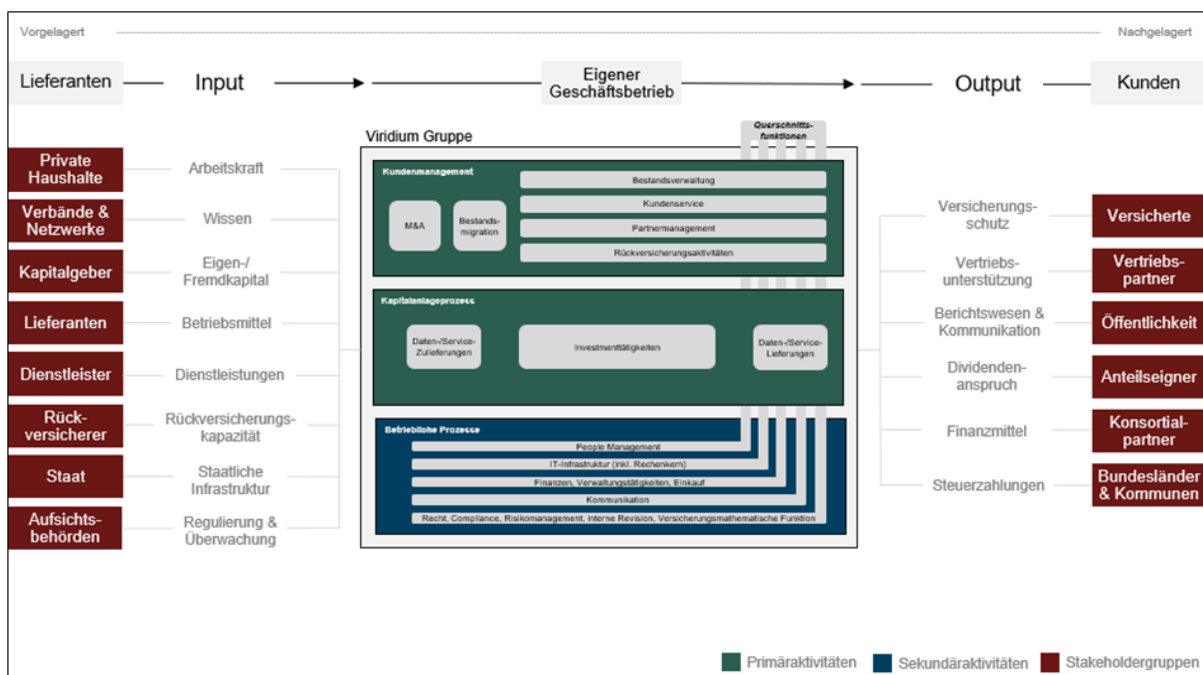 Vorgelagert
Nachgelagert
Lieferanten
Input
Eigener
Geschäftsbetrieb
Output
Kunden
Viridium Gruppe
Querschnitts-
funktionen
Private
Haushalte
Arbeitskraft
Verbände &
Netzwerke
Wissen
Kapitalgeber
Eigen-/
Fremdkapital
Lieferanten
Betriebsmittel
Dienstleister
Dienstleistungen
Rück-
versicherer
Rückversicherungs-
kapazität
Staat
Staatliche
Infrastruktur
Aufsichts-
behörden
Regulierung &
Überwachung
Kundenmanagement
M&A
Bestands-
migration
Bestandsverwaltung
Kundenservice
Partnermanagement
Rückversicherungsaktivitäten
Kapitalanlageprozess
Daten-/Service-
Zulieferungen
Investmenttätigkeiten
Daten-/Service-
Lieferungen
Betriebliche Prozesse
People Management
IT-Infrastruktur (inkl. Rechenkern)
Finanzen, Verwaltungstätigkeiten, Einkauf
Kommunikation
Recht, Compliance, Risikomanagement, interne Revision, Versicherungsmathematische Funktion
Versicherungs-
schutz
Versicherte
Vertriebs-
unterstützung
Vertriebs-
partner
Berichtswesen &
Kommunikation
Öffentlichkeit
Dividenden-
anspruch
Anteilseigner
Finanzmittel
Konsortial-
partner
Steuerzahlungen
Bundesländer
& Kommunen
Primäraktivitäten
Sekundäraktivitäten
Stakeholdergruppen